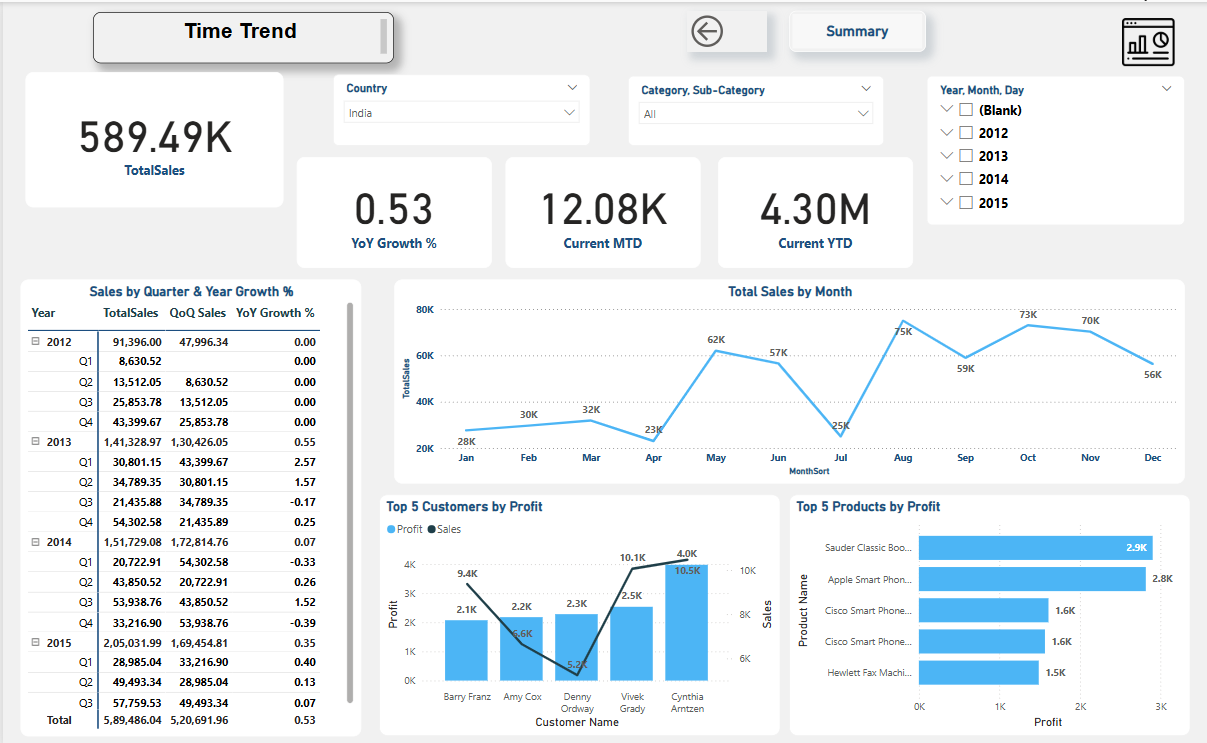 Time Trend
Summary
589.49K
TotalSales
Country
India
Category, Sub-Category
All
Year, Month, Day
(Blank)
2012
2013
2014
2015
0.53
YoY Growth %
12.08K
Current MTD
4.30M
Current YTD
Sales by Quarter & Year Growth %
Year TotalSales QoQ Sales YoY Growth %
2012 91,396.00 47,996.34 0.00
Q1 8,630.52 0.00
Q2 13,512.05 8,630.52 0.00
Q3 25,853.78 13,512.05 0.00
Q4 43,399.67 25,853.78 0.00
2013 1,41,328.97 1,30,426.05 0.55
Q1 30,801.15 43,399.67 2.57
Q2 34,789.35 30,801.15 1.57
Q3 21,435.88 34,789.35 -0.17
Q4 54,302.58 21,435.89 0.25
2014 1,51,729.08 1,72,814.76 0.07
Q1 20,722.91 54,302.58 -0.33
Q2 43,850.52 20,722.91 0.26
Q3 53,938.76 43,850.52 1.52
Q4 33,216.90 53,938.76 -0.39
2015 2,05,031.99 1,69,454.81 0.35
Q1 28,985.04 33,216.90 0.40
Q2 49,493.34 28,985.04 0.13
Q3 57,759.53 49,493.34 0.07
Total 5,89,486.04 5,20,691.96 0.53
Total Sales by Month
80K
60K
40K
20K
TotalSales
28K
30K
32K
23K
62K
57K
25K
75K
59K
73K
70K
56K
Jan Feb Mar Apr May Jun Jul Aug Sep Oct Nov Dec
MonthSort
Top 5 Customers by Profit
Profit Sales
4K
3K
2K
1K
0K
Profit
9.4K
2.1K
2.2K
6.6K
2.3K
5.2K
10.1K
2.5K
4.0K
10.5K
10K
8K
6K
Sales
Barry Franz
Amy Cox
Denny
Ordway
Vivek
Grady
Cynthia
Arntzen
Customer Name
Top 5 Products by Profit
Product Name
Sauder Classic Boo... 2.9K
Apple Smart Phon... 2.8K
Cisco Smart Phone... 1.6K
Cisco Smart Phone... 1.6K
Hewlett Fax Machi... 1.5K
0K 1K 2K 3K
Profit